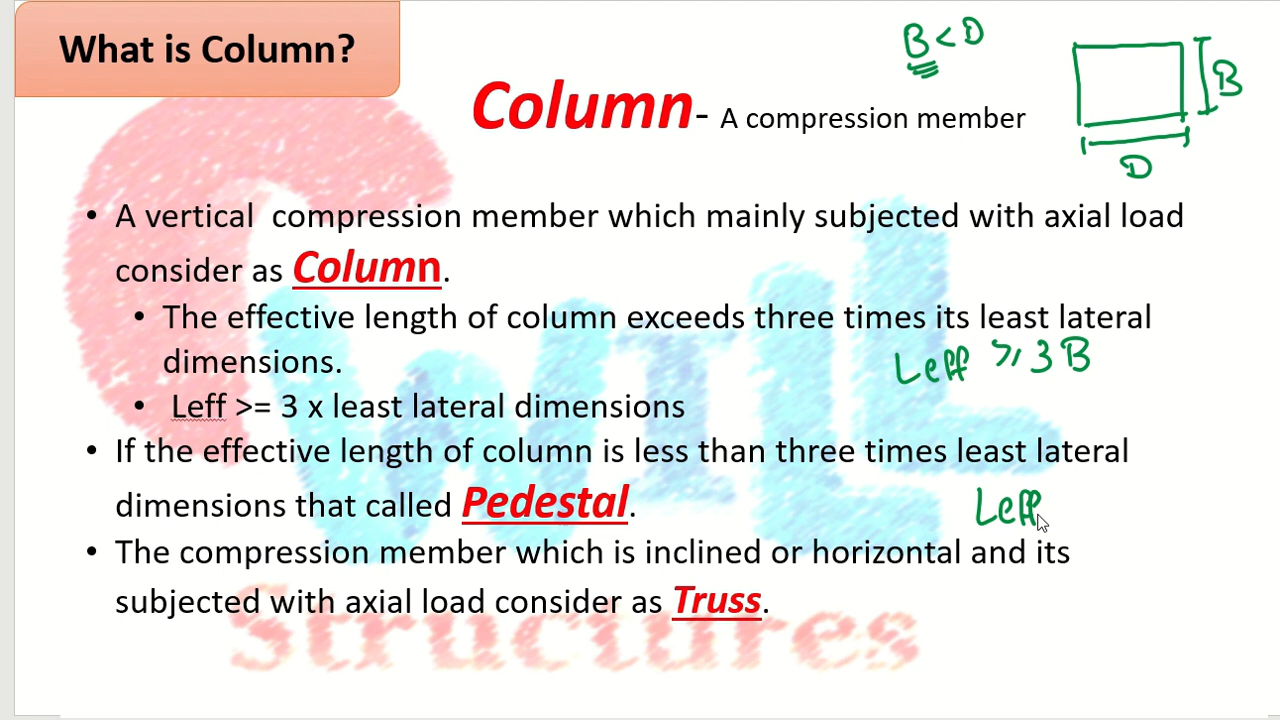 What is Column?
B < D
B
D
Column- A compression member
• A vertical compression member which mainly subjected with axial load
consider as Column.
• The effective length of column exceeds three times its least lateral
dimensions.
Leff ⩾ 3 B
• Leff >= 3 x least lateral dimensions
• If the effective length of column is less than three times least lateral
dimensions that called Pedestal.
Leff
• The compression member which is inclined or horizontal and its
subjected with axial load consider as Truss.
CWIL
Structures